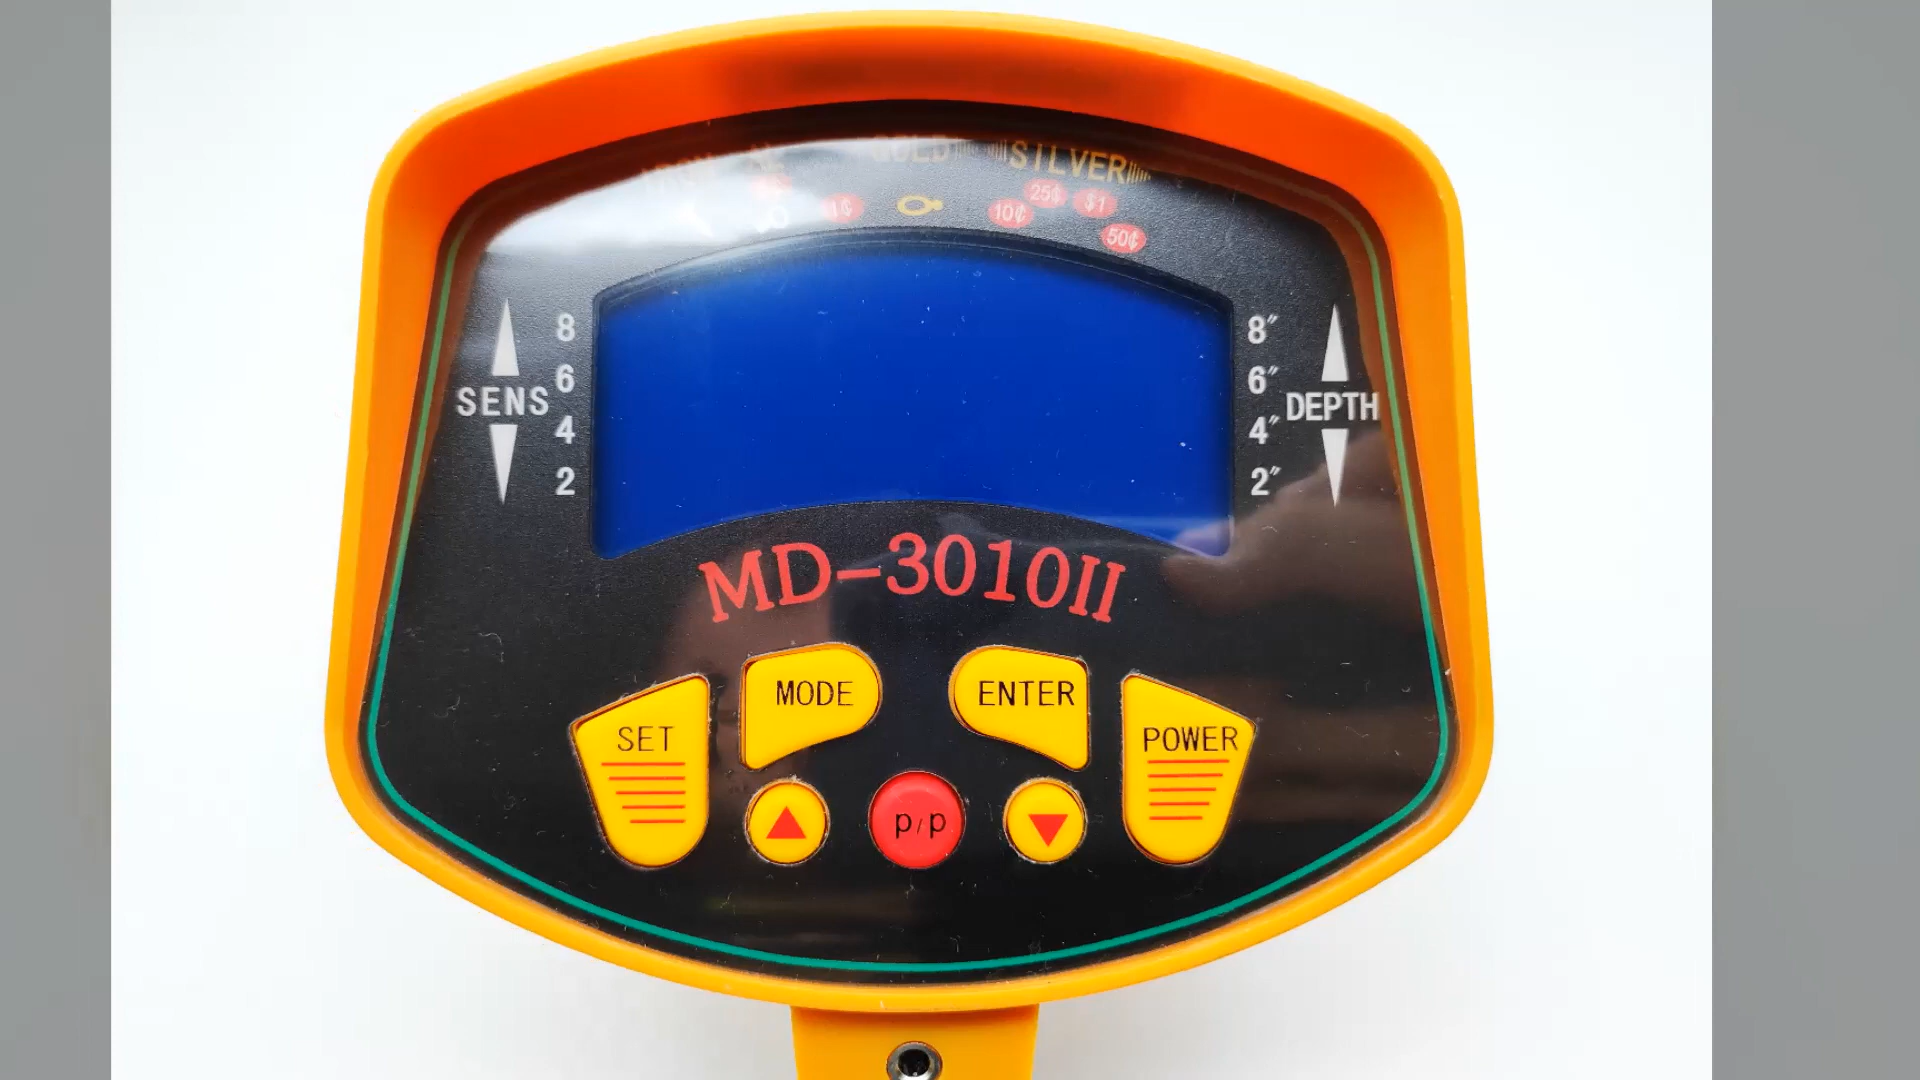 GOLD SILVER
1¢ 10¢ 25¢ $1 50¢
8 8″
6 6″
SENS DEPTH
4 4″
2 2″
MD-3010II
MODE ENTER
SET POWER
p/p